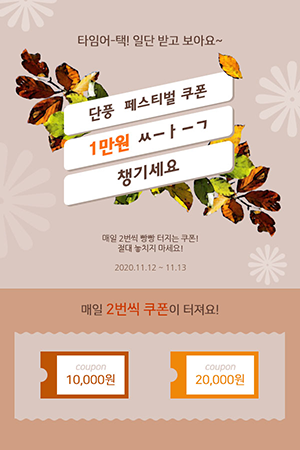 타임어-택! 일단 받고 보아요~
단풍 페스티벌 쿠폰
1만원 ㅆㅡㅏㅡㄱ
챙기세요
매일 2번씩 빵빵 터지는 쿠폰!
절대 놓치지 마세요!
2020.11.12 ~ 11.13
매일 2번씩 쿠폰이 터져요!
coupon
10,000원
coupon
20,000원